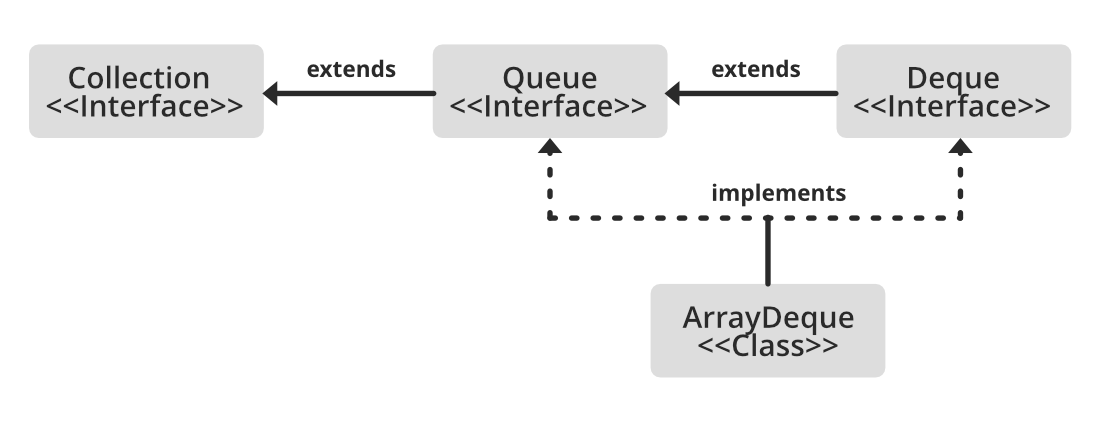 Collection
<<Interface>>
extends
Queue
<<Interface>>
extends
Deque
<<Interface>>
implements
ArrayDeque
<<Class>>